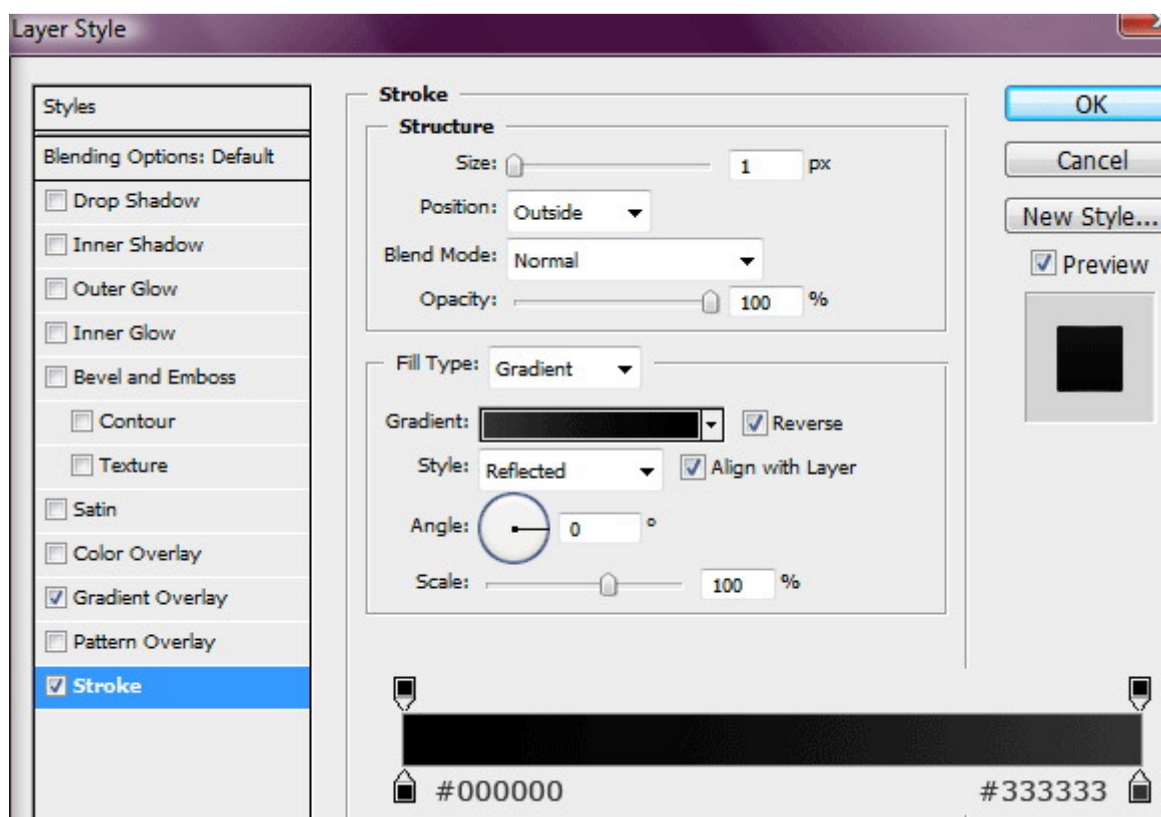 Layer Style
Styles
Blending Options: Default
Drop Shadow
Inner Shadow
Outer Glow
Inner Glow
Bevel and Emboss
Contour
Texture
Satin
Color Overlay
Gradient Overlay
Pattern Overlay
Stroke
Stroke
Structure
Size: 1 px
Position: Outside
Blend Mode: Normal
Opacity: 100 %
Fill Type: Gradient
Gradient: Reverse
Style: Reflected Align with Layer
Angle: 0 °
Scale: 100 %
#000000 #333333
OK
Cancel
New Style...
Preview